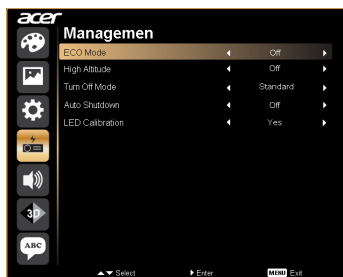 acer
Managemen
ECO Mode Off
High Altitude Off
Turn Off Mode Standard
Auto Shutdown Off
LED Calibration Yes
3D
ABC
Select Enter MENU Exit